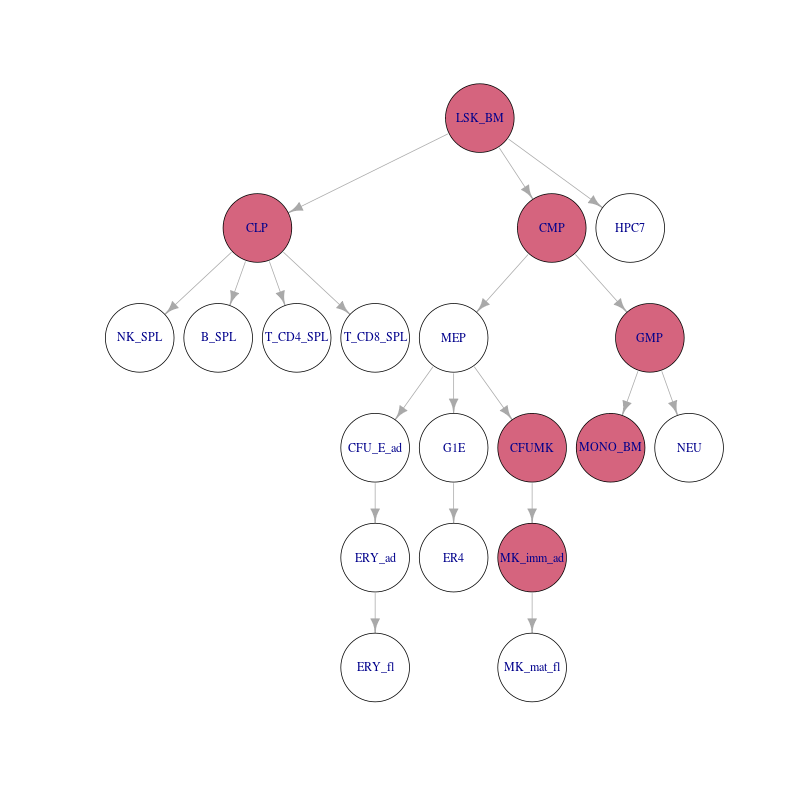 LSK_BM
CLP
CMP
HPC7
NK_SPL
B_SPL
T_CD4_SPL
T_CD8_SPL
MEP
GMP
CFU_E_ad
G1E
CFUMK
MONO_BM
NEU
ERY_ad
ER4
MK_imm_ad
ERY_fl
MK_mat_fl